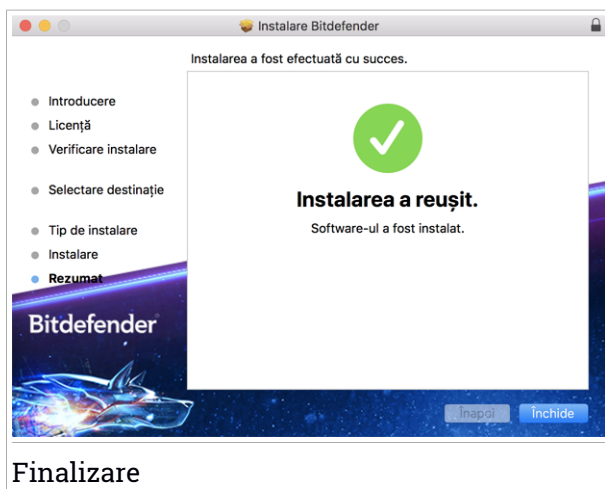 Instalare Bitdefender
Instalarea a fost efectuată cu succes.
Introducere
Licență
Verificare instalare
Selectare destinație
Tip de instalare
Instalare
Rezumat
Bitdefender
Instalarea a reușit.
Software-ul a fost instalat.
Înapoi
Închide
Finalizare